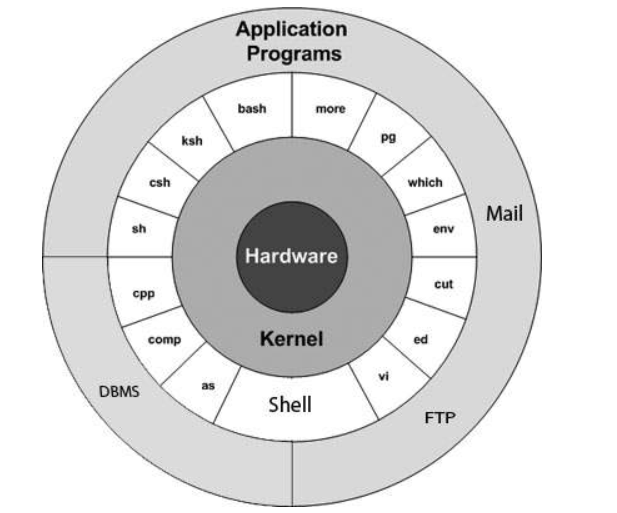 Application
Programs
bash
more
ksh
pg
csh
which
Mail
sh
env
Hardware
cpp
cut
comp
Kernel
ed
as
vi
DBMS
Shell
FTP